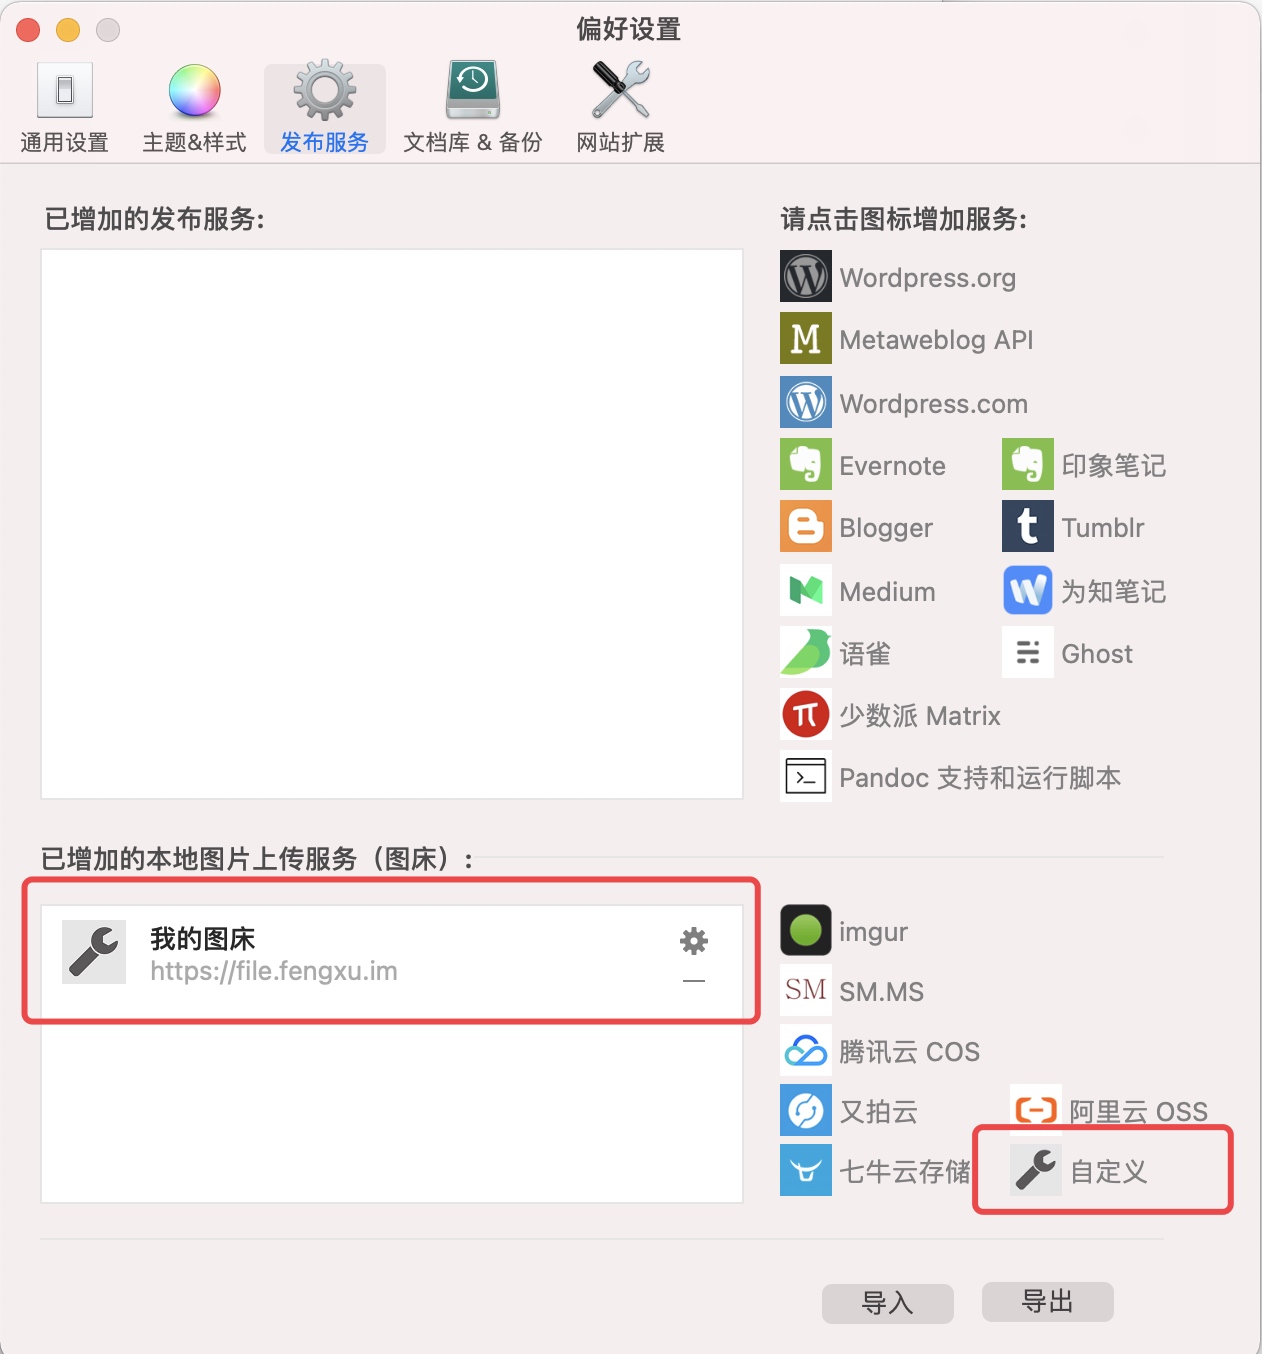 偏好设置
通用设置
主题&样式
发布服务
文档库 & 备份
网站扩展
已增加的发布服务:
请点击图标增加服务:
Wordpress.org
M
Metaweblog API
Wordpress.com
Evernote
印象笔记
Blogger
Tumblr
Medium
为知笔记
语雀
Ghost
少数派 Matrix
Pandoc 支持和运行脚本
已增加的本地图片上传服务（图床）:
我的图床
https://file.fengxu.im
imgur
SM
SM.MS
腾讯云 COS
又拍云
阿里云 OSS
七牛云存储
自定义
导入
导出